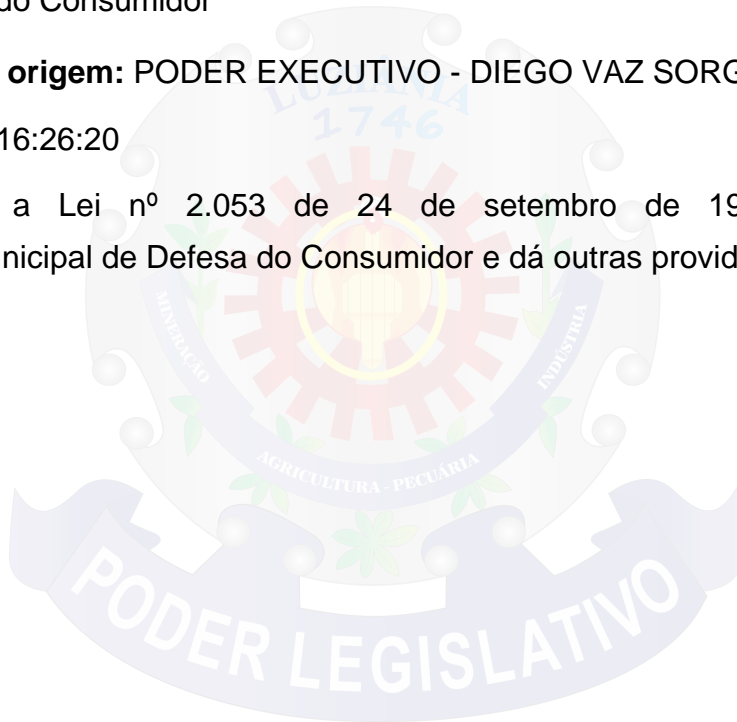 do Consumidor
origem: PODER EXECUTIVO - DIEGO VAZ SORG
16:26:20
a Lei nº 2.053 de 24 de setembro de 19
nicipal de Defesa do Consumidor e dá outras provid
LUZIÂNIA
1746
MINERAÇÃO
INDÚSTRIA
AGRICULTURA - PECUÁRIA
PODER LEGISLATIVO